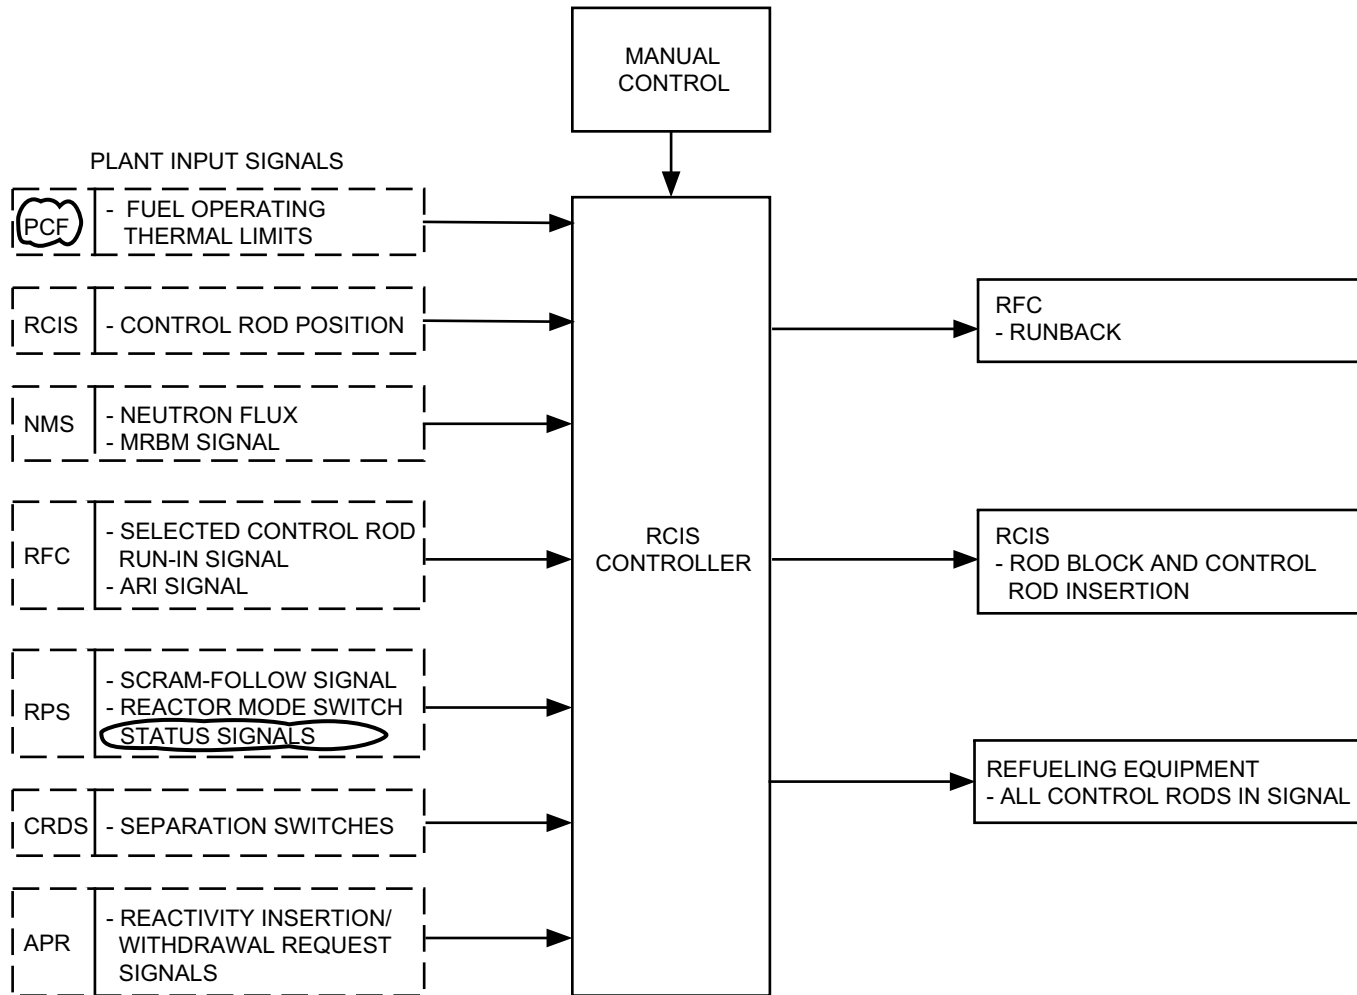 MANUAL
CONTROL
PLANT INPUT SIGNALS
PCF
- FUEL OPERATING
THERMAL LIMITS
RCIS
- CONTROL ROD POSITION
NMS
- NEUTRON FLUX
- MRBM SIGNAL
RFC
- SELECTED CONTROL ROD
RUN-IN SIGNAL
- ARI SIGNAL
RPS
- SCRAM-FOLLOW SIGNAL
- REACTOR MODE SWITCH
STATUS SIGNALS
CRDS
- SEPARATION SWITCHES
APR
- REACTIVITY INSERTION/
WITHDRAWAL REQUEST
SIGNALS
RCIS
CONTROLLER
RFC
- RUNBACK
RCIS
- ROD BLOCK AND CONTROL
ROD INSERTION
REFUELING EQUIPMENT
- ALL CONTROL RODS IN SIGNAL